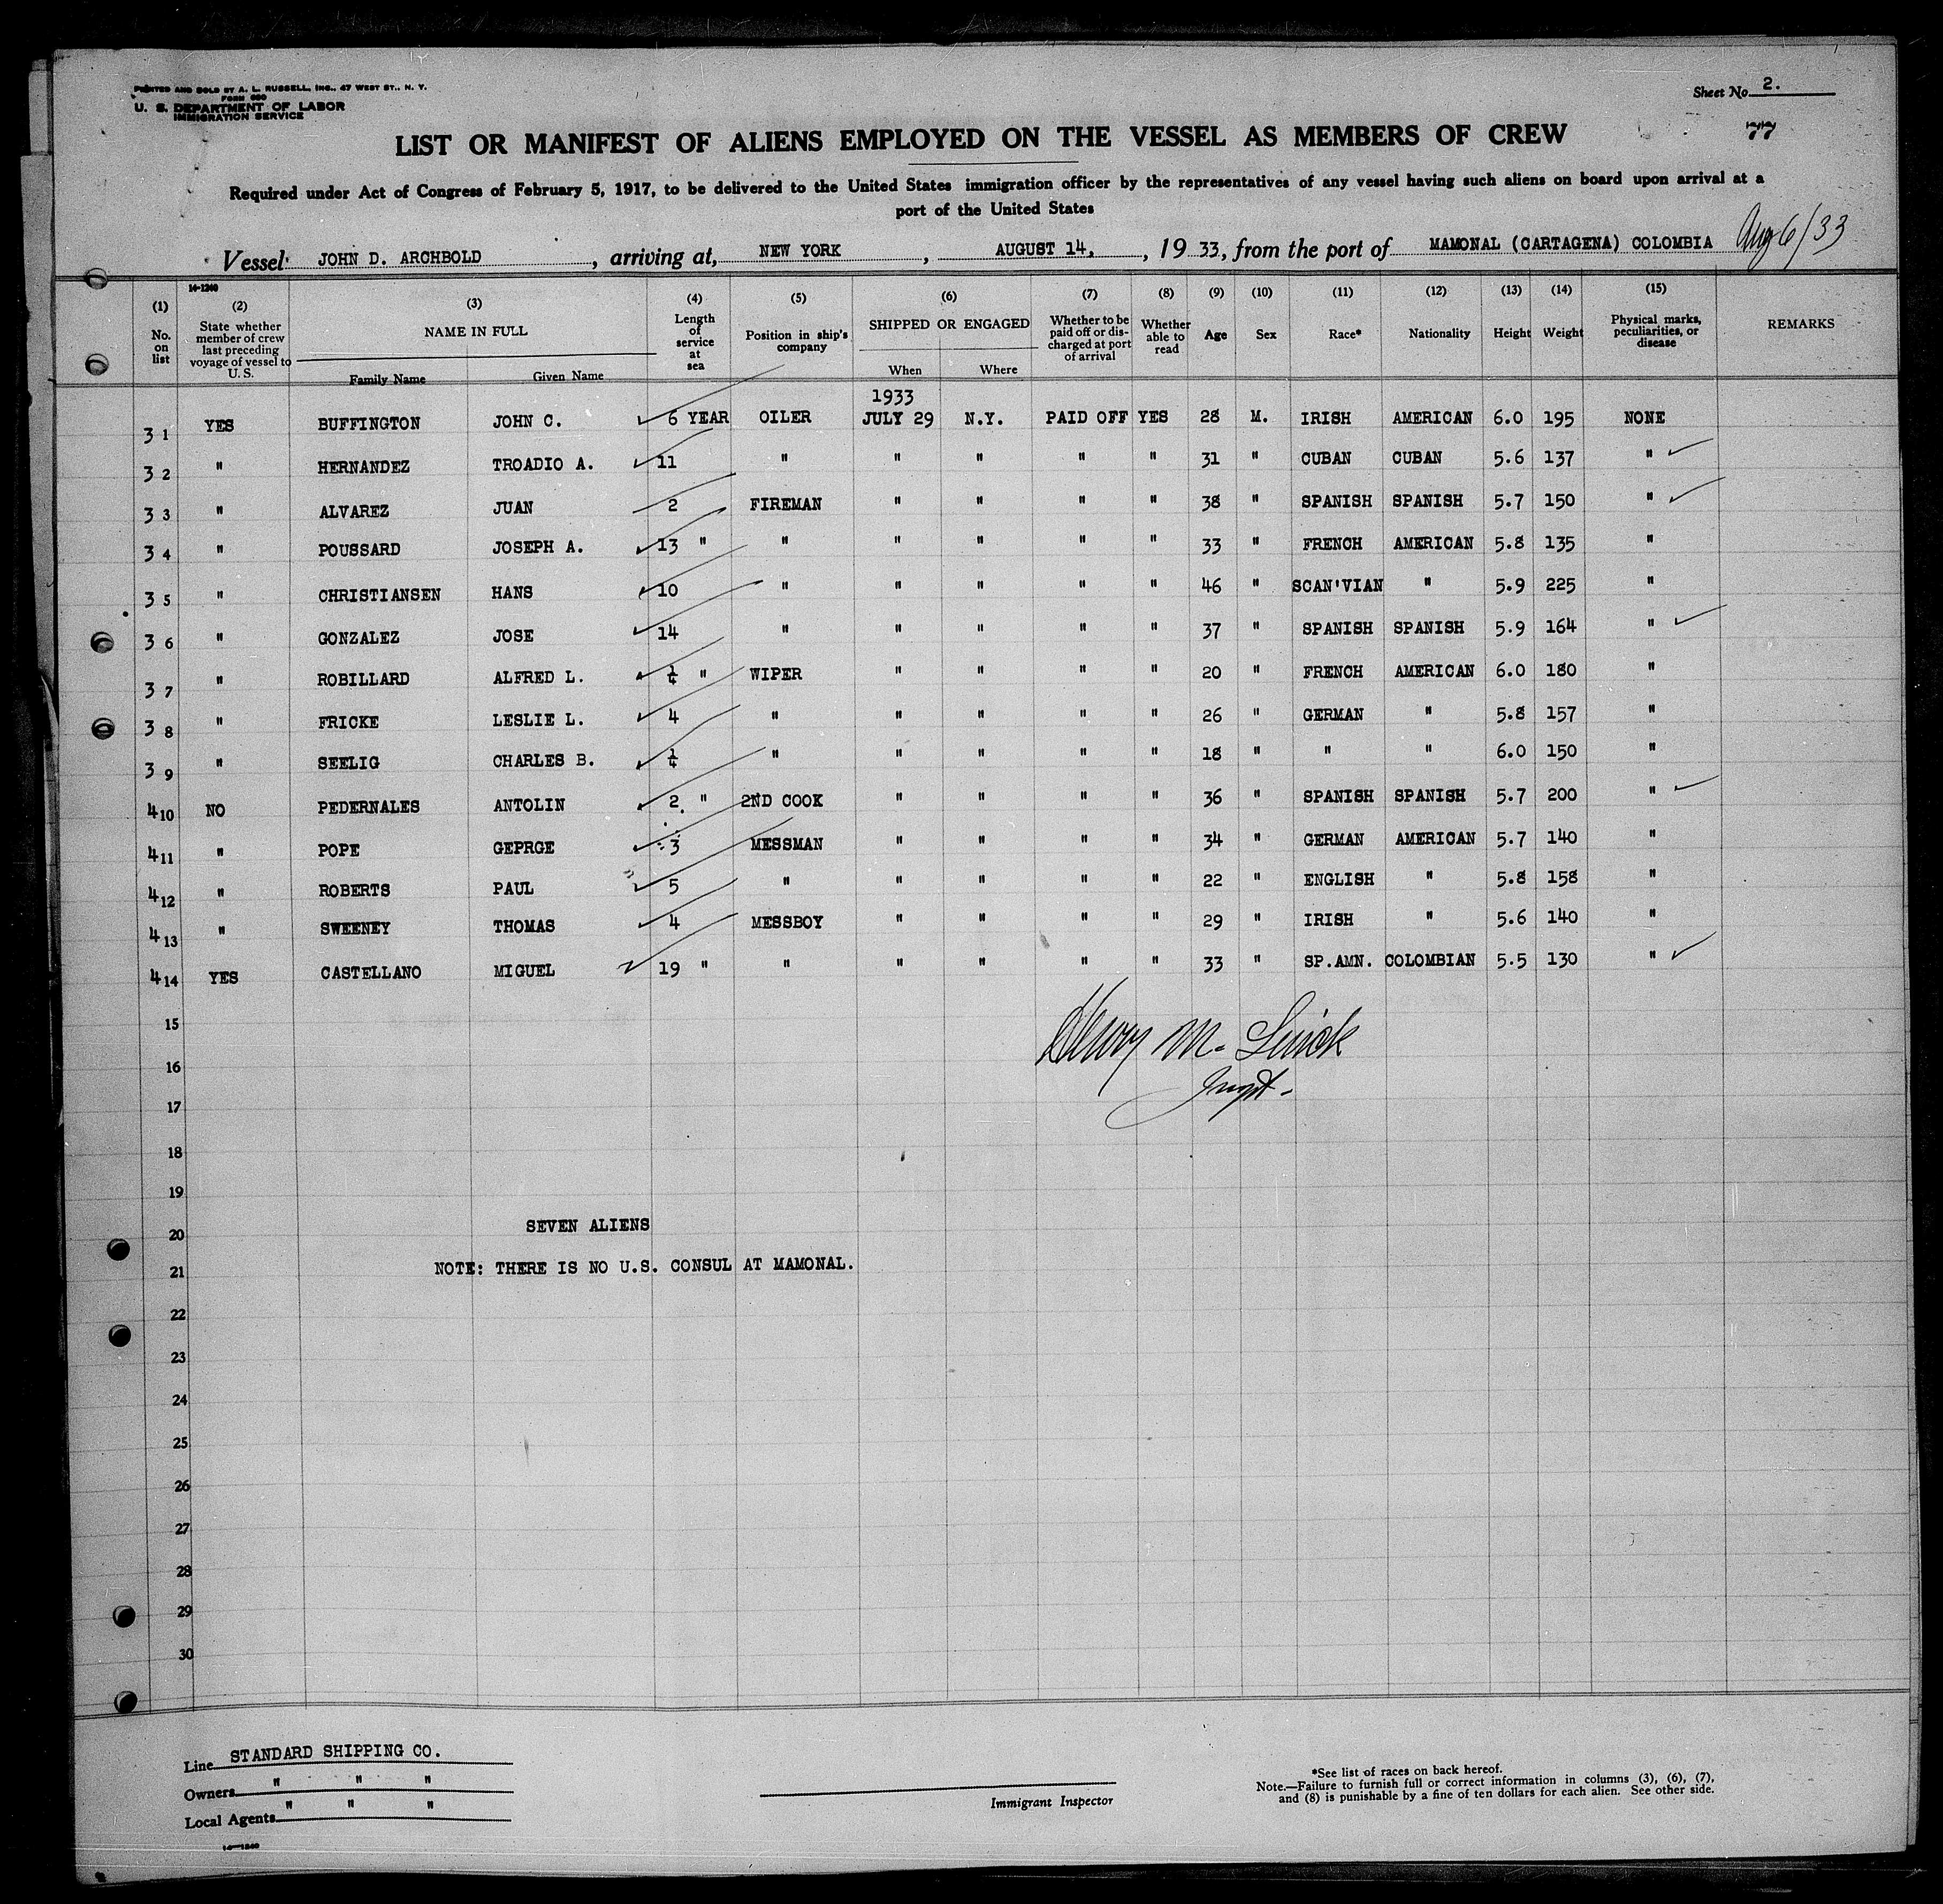 PRINTED AND SOLD BY A. L. RUSSELL, INC., 47 WEST ST., N. Y.
FORM 680
U. S. DEPARTMENT OF LABOR
IMMIGRATION SERVICE
Sheet No. 2.
77
LIST OR MANIFEST OF ALIENS EMPLOYED ON THE VESSEL AS MEMBERS OF CREW
Required under Act of Congress of February 5, 1917, to be delivered to the United States immigration officer by the representatives of any vessel having such aliens on board upon arrival at a
port of the United States
Vessel JOHN D. ARCHBOLD, arriving at, NEW YORK, AUGUST 14, 1933, from the port of MAMONAL (CARTAGENA) COLOMBIA Aug 6/33
14-1240
(1) No. on list (2) State whether member of crew last preceding voyage of vessel to U. S. (3) NAME IN FULL Family Name Given Name (4) Length of service at sea (5) Position in ship's company (6) SHIPPED OR ENGAGED When Where (7) Whether to be paid off or discharged at port of arrival (8) Whether able to read (9) Age (10) Sex (11) Race* (12) Nationality (13) Height (14) Weight (15) Physical marks, peculiarities, or disease REMARKS
1933
3 1 YES BUFFINGTON JOHN C. 6 YEAR OILER JULY 29 N.Y. PAID OFF YES 28 M. IRISH AMERICAN 6.0 195 NONE
3 2 " HERNANDEZ TROADIO A. 11 " " " " " 31 " CUBAN CUBAN 5.6 137 "
3 3 " ALVAREZ JUAN 2 FIREMAN " " " " 38 " SPANISH SPANISH 5.7 150 "
3 4 " POUSSARD JOSEPH A. 13 " " " " " " 33 " FRENCH AMERICAN 5.8 135 "
3 5 " CHRISTIANSEN HANS 10 " " " " " 46 " SCAN'VIAN " 5.9 225 "
3 6 " GONZALEZ JOSE 14 " " " " " 37 " SPANISH SPANISH 5.9 164 "
3 7 " ROBILLARD ALFRED L. 1/4 " WIPER " " " " 20 " FRENCH AMERICAN 6.0 180 "
3 8 " FRICKE LESLIE L. 4 " " " " " 26 " GERMAN " 5.8 157 "
3 9 " SEELIG CHARLES B. 1/4 " " " " " 18 " " " 6.0 150 "
4 10 NO PEDERNALES ANTOLIN 2. " 2ND COOK " " " " 36 " SPANISH SPANISH 5.7 200 "
4 11 " POPE GEPRGE 3 MESSMAN " " " " 34 " GERMAN AMERICAN 5.7 140 "
4 12 " ROBERTS PAUL 5 " " " " " 22 " ENGLISH " 5.8 158 "
4 13 " SWEENEY THOMAS 4 MESSBOY " " " " 29 " IRISH " 5.6 140 "
4 14 YES CASTELLANO MIGUEL 19 " " " " " " 33 " SP.AMN. COLOMBIAN 5.5 130 "
15
Henry M.
16
Inspt.
17
18
19
20 SEVEN ALIENS
21 NOTE: THERE IS NO U.S. CONSUL AT MAMONAL.
22
23
24
25
26
27
28
29
30
Line STANDARD SHIPPING CO.
Owners " " "
Local Agents " " "
14-1240
Immigrant Inspector
*See list of races on back hereof.
Note.—Failure to furnish full or correct information in columns (3), (6), (7),
and (8) is punishable by a fine of ten dollars for each alien. See other side.